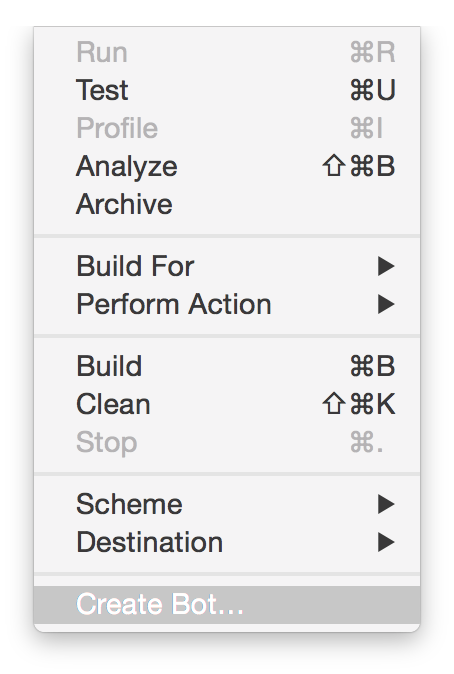 Run ⌘R
Test ⌘U
Profile ⌘I
Analyze ⇧⌘B
Archive
Build For ▶
Perform Action ▶
Build ⌘B
Clean ⇧⌘K
Stop ⌘.
Scheme ▶
Destination ▶
Create Bot...